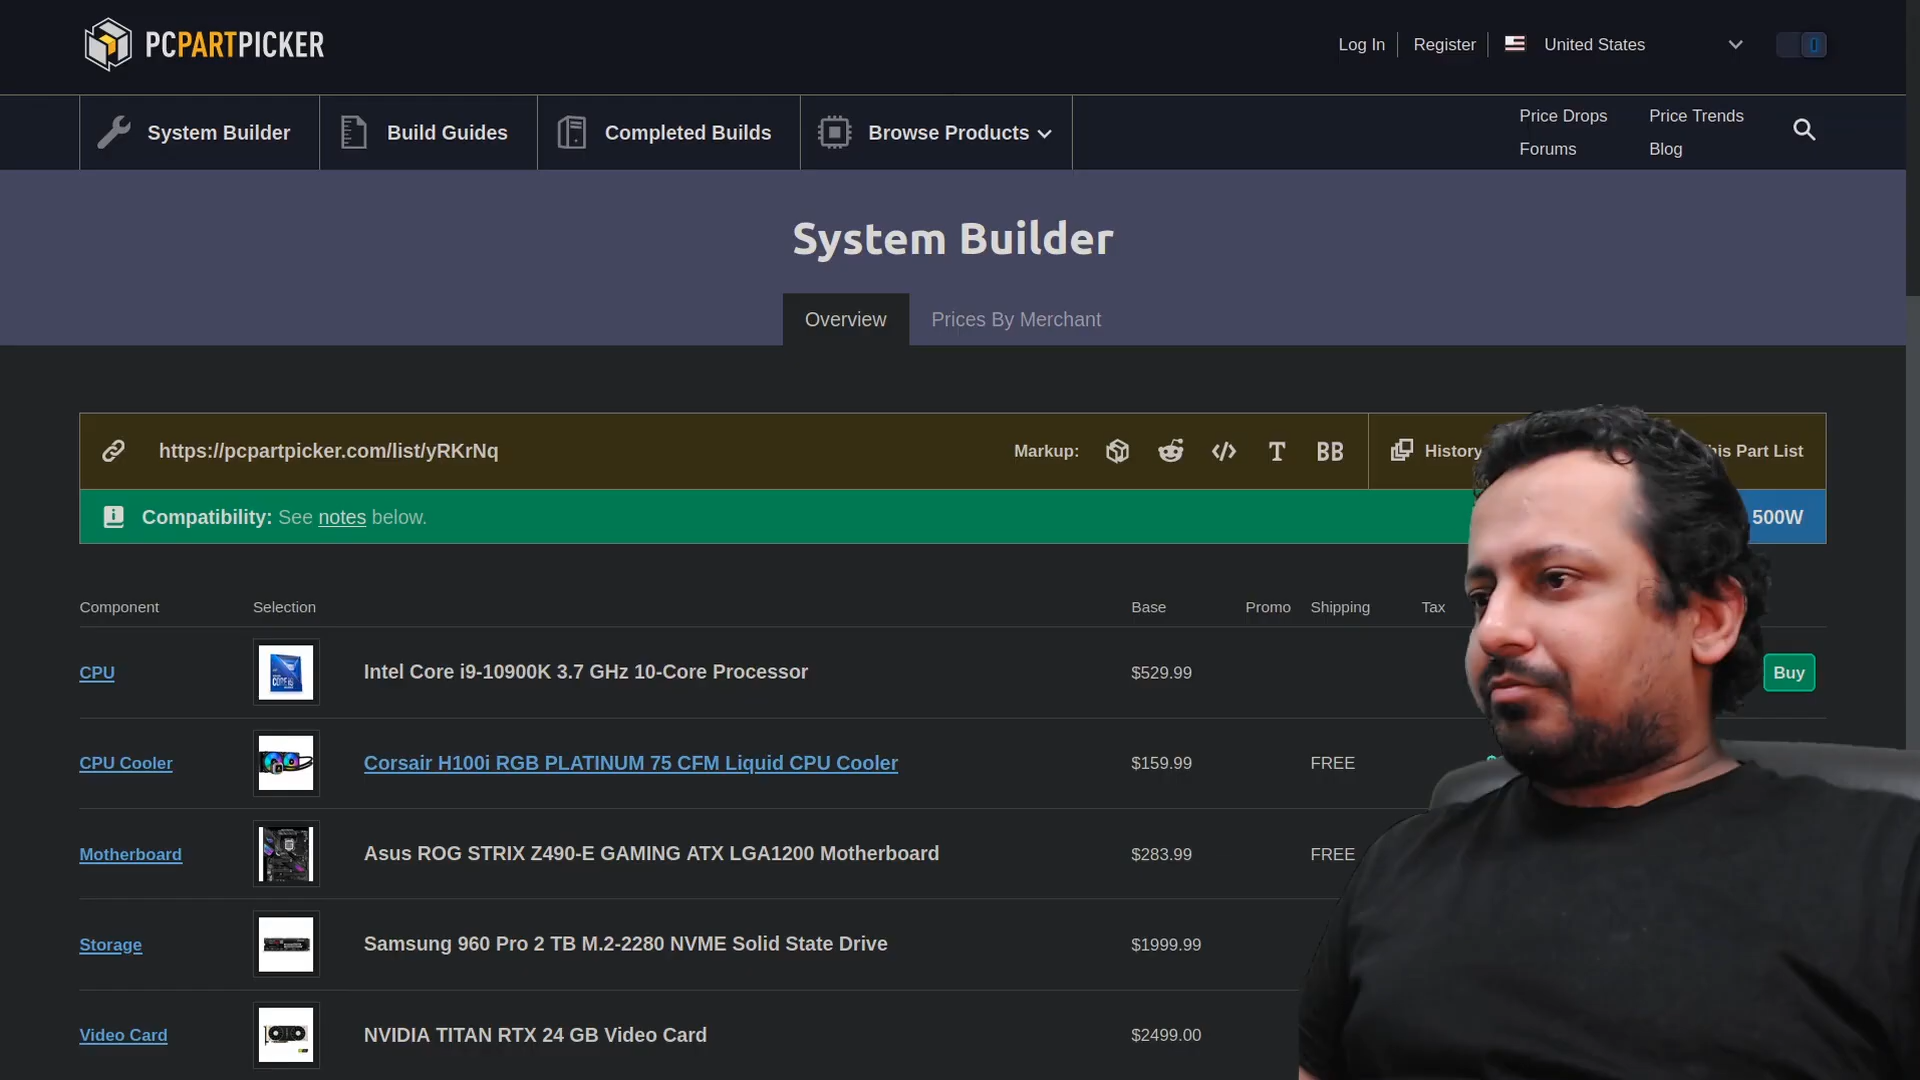 PCPARTPICKER
Log In
Register
United States
System Builder
Build Guides
Completed Builds
Browse Products
Price Drops
Price Trends
Forums
Blog
System Builder
Overview
Prices By Merchant
https://pcpartpicker.com/list/yRKrNq
Markup:
BB
History
Part List
Compatibility: See notes below.
500W
Component
Selection
Base
Promo
Shipping
Tax
CPU
Intel Core i9-10900K 3.7 GHz 10-Core Processor
$529.99
Buy
CPU Cooler
Corsair H100i RGB PLATINUM 75 CFM Liquid CPU Cooler
$159.99
FREE
Motherboard
Asus ROG STRIX Z490-E GAMING ATX LGA1200 Motherboard
$283.99
FREE
Storage
Samsung 960 Pro 2 TB M.2-2280 NVME Solid State Drive
$1999.99
Video Card
NVIDIA TITAN RTX 24 GB Video Card
$2499.00